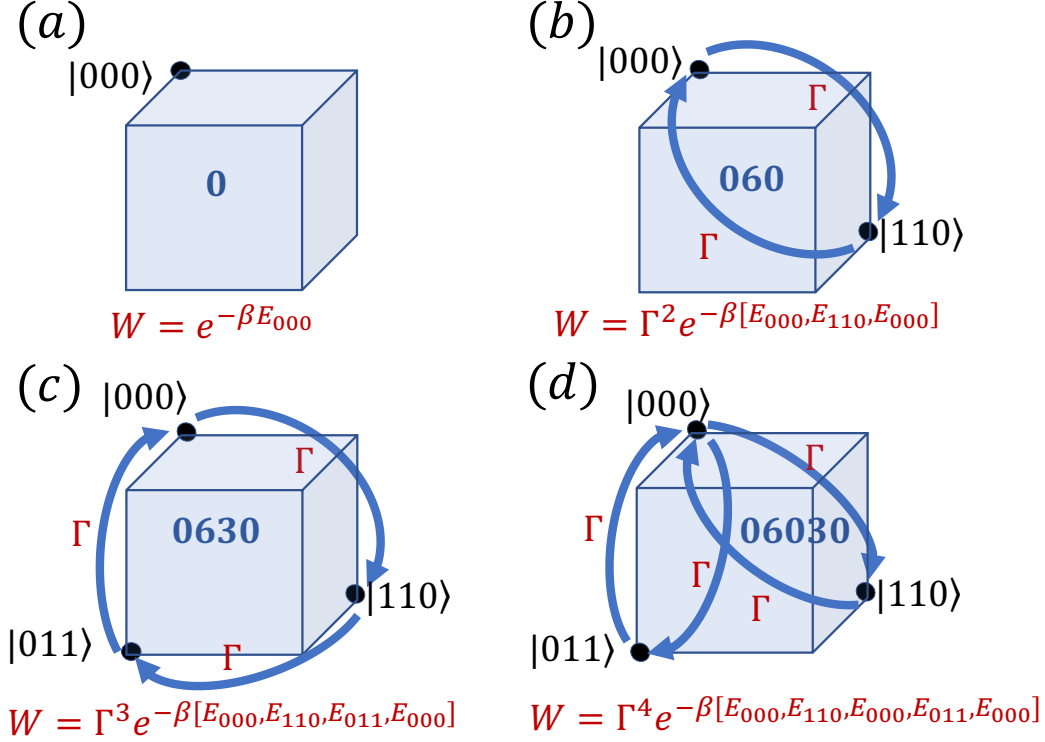 (a)
|000⟩
0
W = e^{-βE_{000}}
(b)
|000⟩
Γ
060
|110⟩
Γ
W = Γ^2 e^{-β[E_{000},E_{110},E_{000}]}
(c)
|000⟩
Γ
0630
Γ
|110⟩
|011⟩
Γ
W = Γ^3 e^{-β[E_{000},E_{110},E_{011},E_{000}]}
(d)
|000⟩
Γ
06030
Γ
Γ
|110⟩
Γ
|011⟩
W = Γ^4 e^{-β[E_{000},E_{110},E_{000},E_{011},E_{000}]}